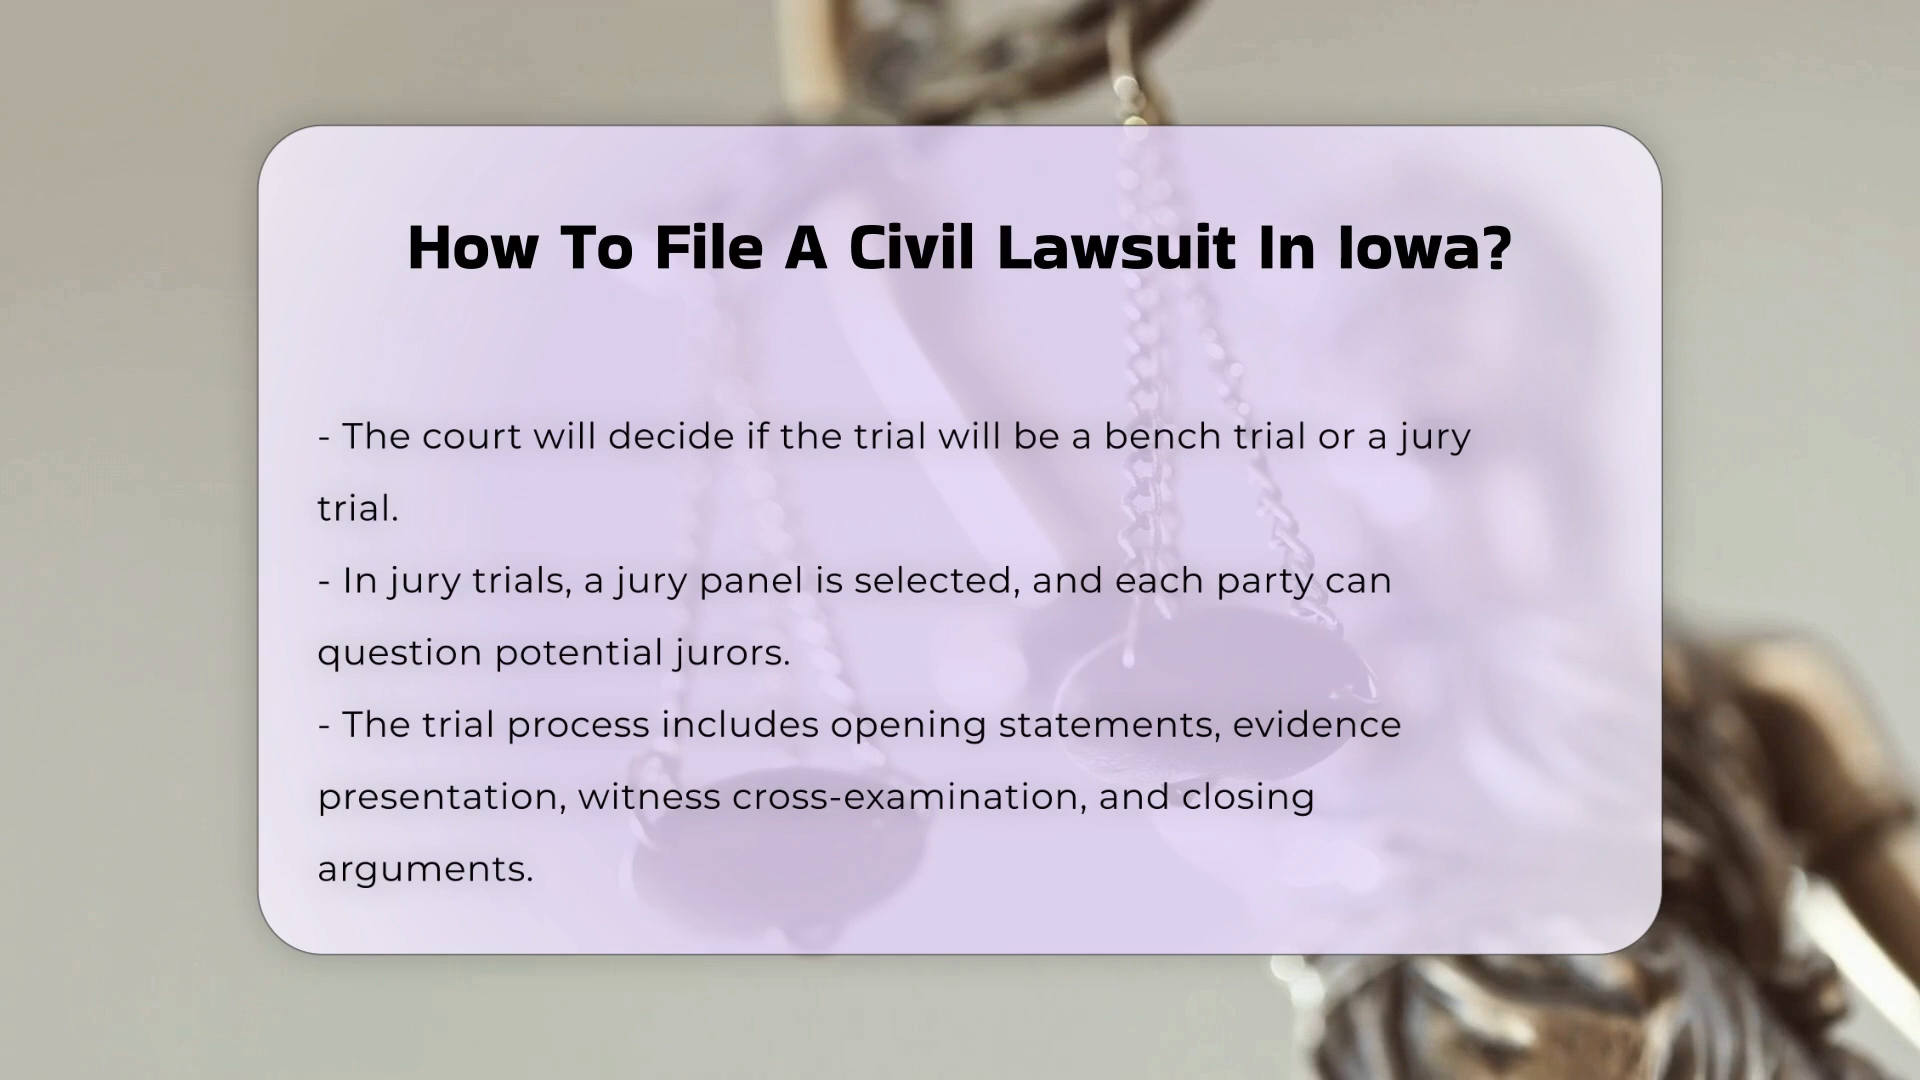 How To File A Civil Lawsuit In Iowa?
- The court will decide if the trial will be a bench trial or a jury
trial.
- In jury trials, a jury panel is selected, and each party can
question potential jurors.
- The trial process includes opening statements, evidence
presentation, witness cross-examination, and closing
arguments.